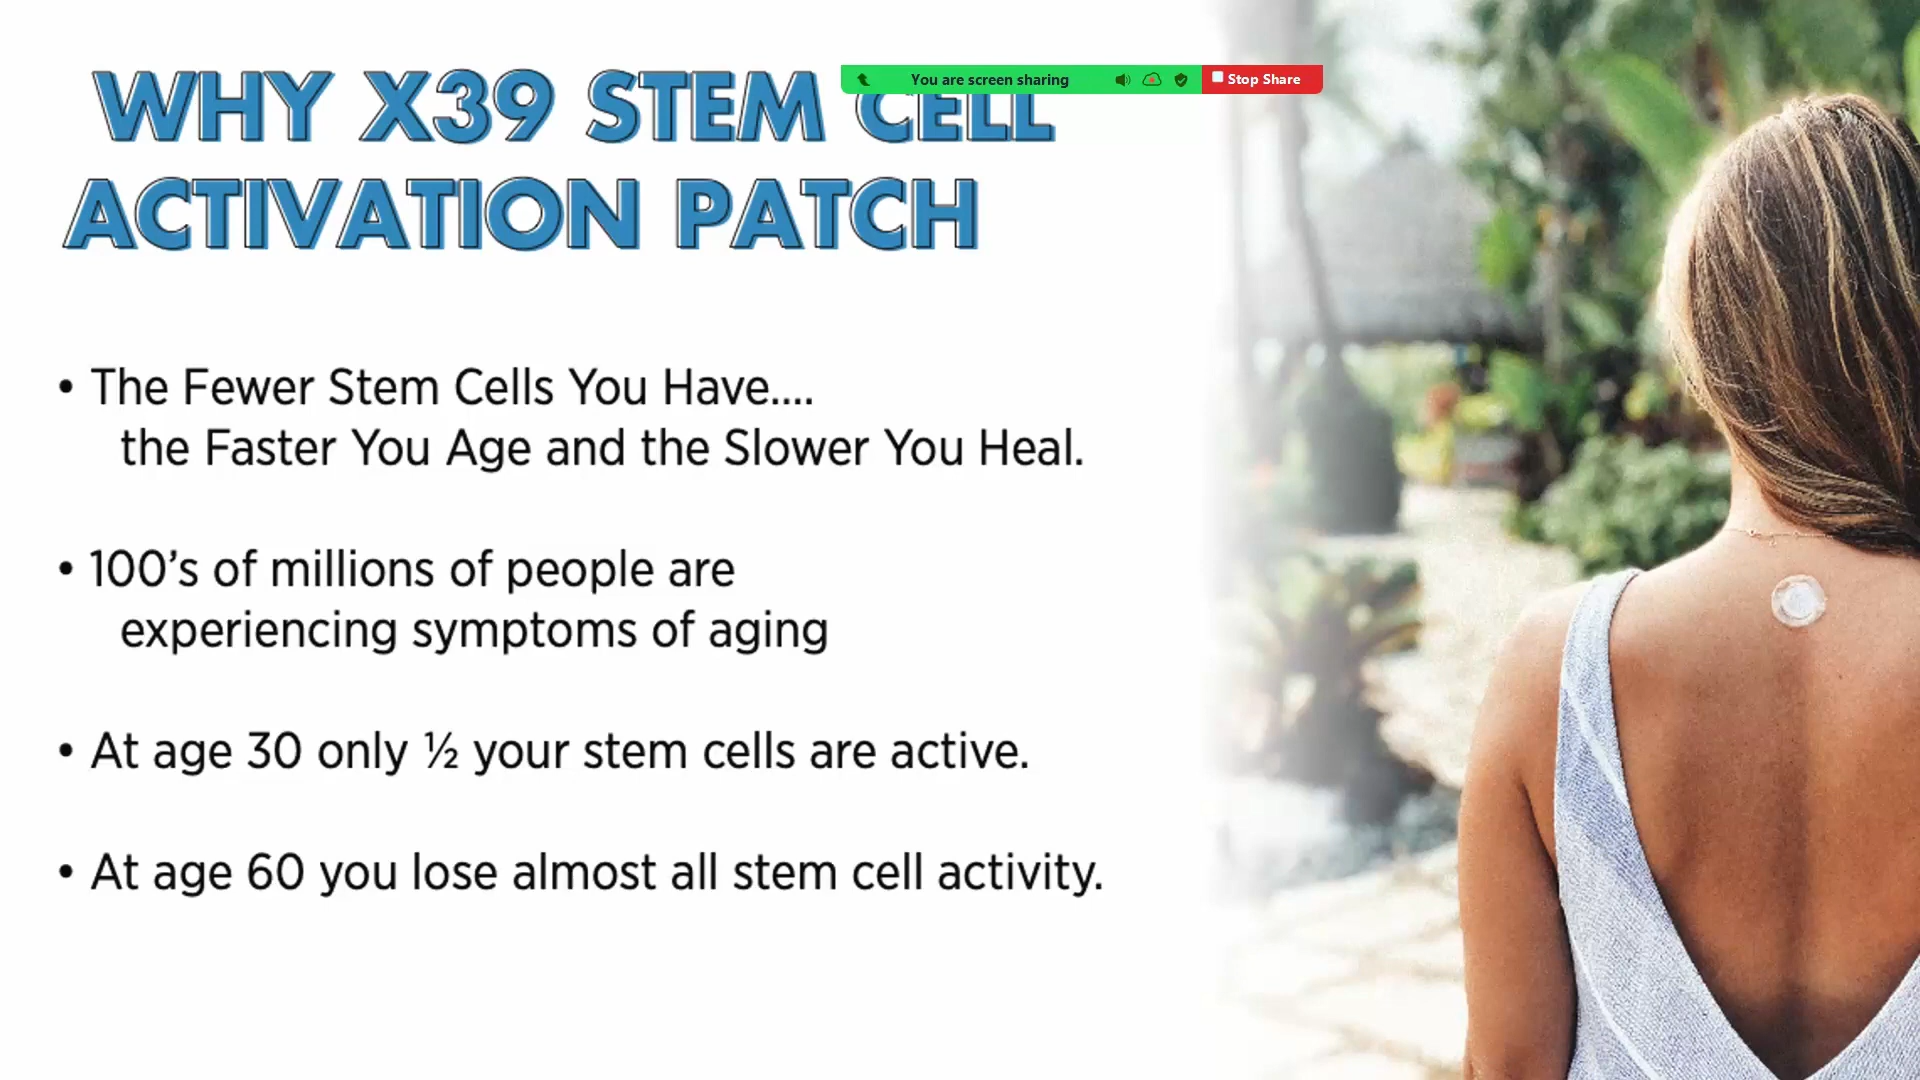 You are screen sharing
Stop Share
WHY X39 STEM CELL
ACTIVATION PATCH
• The Fewer Stem Cells You Have....
the Faster You Age and the Slower You Heal.
• 100’s of millions of people are
experiencing symptoms of aging
• At age 30 only ½ your stem cells are active.
• At age 60 you lose almost all stem cell activity.